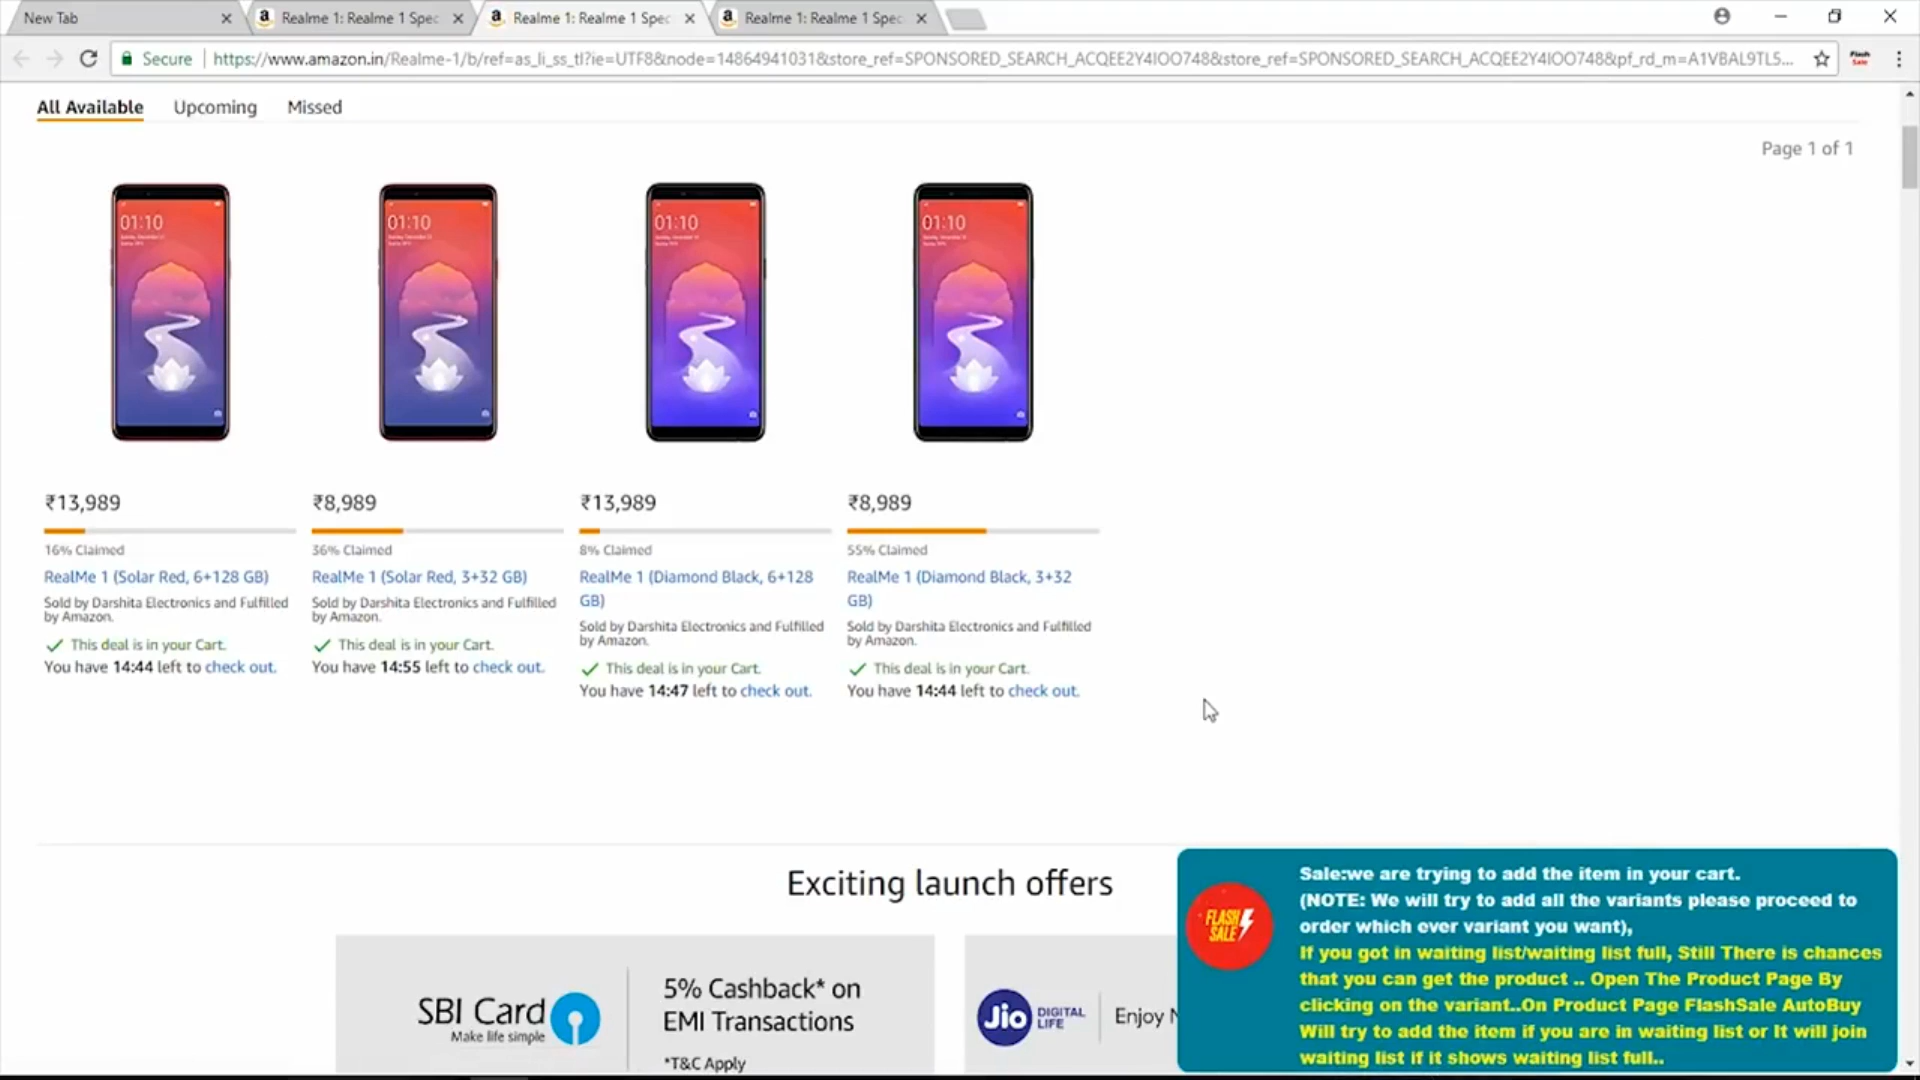 New Tab
Realme 1: Realme 1 Spec
Realme 1: Realme 1 Spec
Realme 1: Realme 1 Spec
Secure
https://www.amazon.in/Realme-1/b/ref=as_li_ss_tl?ie=UTF8&node=14864941031&store_ref=SPONSORED_SEARCH_ACQEE2Y4IOO748&store_ref=SPONSORED_SEARCH_ACQEE2Y4IOO748&pf_rd_m=A1VBAL9TL5...
Flash Sale
All Available Upcoming Missed
Page 1 of 1
01:10 01:10 01:10 01:10
₹13,989
16% Claimed
RealMe 1 (Solar Red, 6+128 GB)
Sold by Darshita Electronics and Fulfilled
by Amazon.
This deal is in your Cart.
You have 14:44 left to check out.
₹8,989
36% Claimed
RealMe 1 (Solar Red, 3+32 GB)
Sold by Darshita Electronics and Fulfilled
by Amazon.
This deal is in your Cart.
You have 14:55 left to check out.
₹13,989
8% Claimed
RealMe 1 (Diamond Black, 6+128
GB)
Sold by Darshita Electronics and Fulfilled
by Amazon.
This deal is in your Cart.
You have 14:47 left to check out.
₹8,989
55% Claimed
RealMe 1 (Diamond Black, 3+32
GB)
Sold by Darshita Electronics and Fulfilled
by Amazon.
This deal is in your Cart.
You have 14:44 left to check out.
Exciting launch offers
SBI Card
Make life simple
5% Cashback* on
EMI Transactions
*T&C Apply
Jio
DIGITAL
LIFE
Enjoy
FLASH
SALE
Sale:we are trying to add the item in your cart.
(NOTE: We will try to add all the variants please proceed to
order which ever variant you want),
If you got in waiting list/waiting list full, Still There is chances
that you can get the product .. Open The Product Page By
clicking on the variant..On Product Page FlashSale AutoBuy
Will try to add the item if you are in waiting list or It will join
waiting list if it shows waiting list full..